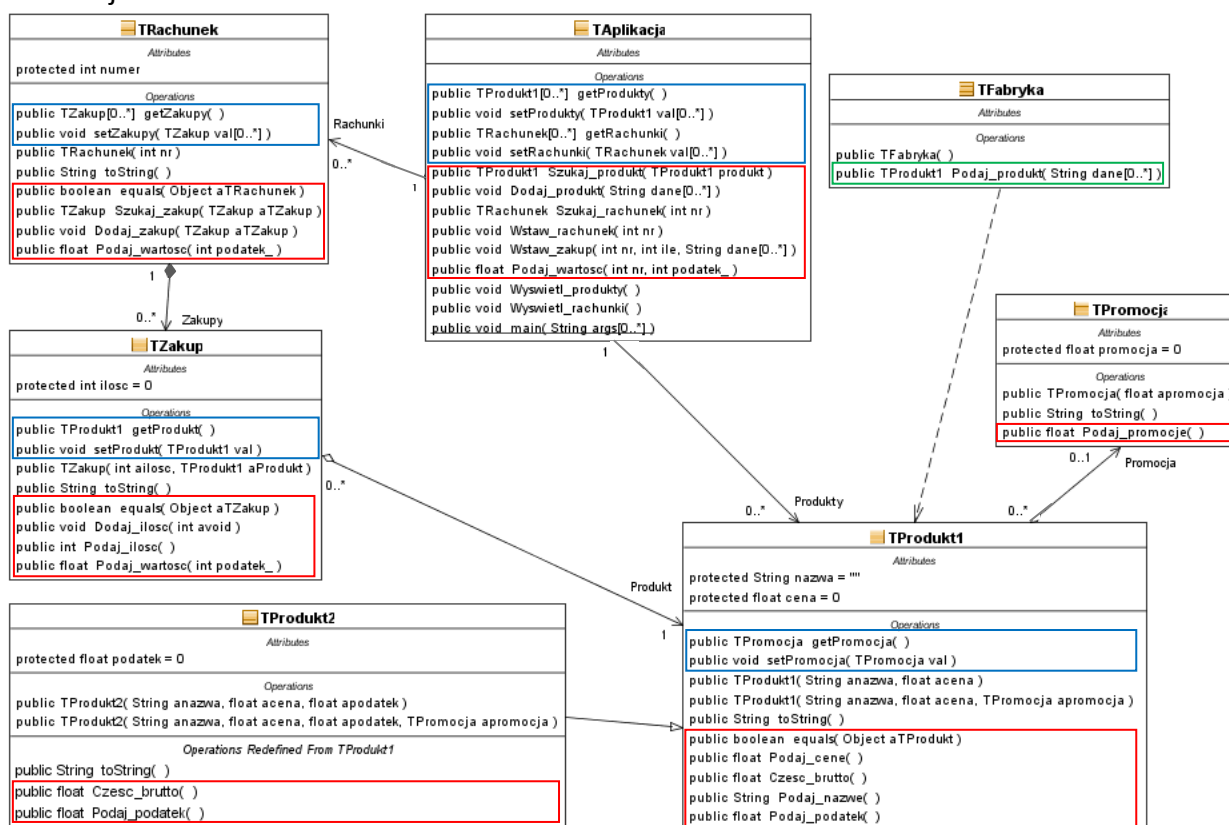 TRachunek
Attributes
protected int numer
Operations
public TZakup[0..*] getZakupy( )
public void setZakupy( TZakup val[0..*] )
public TRachunek( int nr )
public String toString( )
public boolean equals( Object aTRachunek )
public TZakup Szukaj_zakup( TZakup aTZakup )
public void Dodaj_zakup( TZakup aTZakup )
public float Podaj_wartosc( int podatek_ )
TAplikacja
Attributes
Operations
public TProdukt1[0..*] getProdukty( )
public void setProdukty( TProdukt1 val[0..*] )
public TRachunek[0..*] getRachunki( )
public void setRachunki( TRachunek val[0..*] )
public TProdukt1 Szukaj_produkt( TProdukt1 produkt )
public void Dodaj_produkt( String dane[0..*] )
public TRachunek Szukaj_rachunek( int nr )
public void Wstaw_rachunek( int nr )
public void Wstaw_zakup( int nr, int ile, String dane[0..*] )
public float Podaj_wartosc( int nr, int podatek_ )
public void Wyswietl_produkty( )
public void Wyswietl_rachunki( )
public void main( String args[0..*] )
TFabryka
Attributes
Operations
public TFabryka( )
public TProdukt1 Podaj_produkt( String dane[0..*] )
Rachunki
0..*
1
1
0..*
Zakupy
TPromocja
Attributes
protected float promocja = 0
Operations
public TPromocja( float apromocja
public String toString( )
public float Podaj_promocje( )
0..1
Promocja
TZakup
Attributes
protected int ilosc = 0
Operations
public TProdukt1 getProdukt( )
public void setProdukt( TProdukt1 val )
public TZakup( int ailosc, TProdukt1 aProdukt )
public String toString( )
public boolean equals( Object aTZakup )
public void Dodaj_ilosc( int avoid )
public int Podaj_ilosc( )
public float Podaj_wartosc( int podatek_ )
1
0..*
Produkty
0..*
0..*
Produkt
1
TProdukt1
Attributes
protected String nazwa = ""
protected float cena = 0
Operations
public TPromocja getPromocja( )
public void setPromocja( TPromocja val )
public TProdukt1( String anazwa, float acena )
public TProdukt1( String anazwa, float acena, TPromocja apromocja )
public String toString( )
public boolean equals( Object aTProdukt )
public float Podaj_cene( )
public float Czesc_brutto( )
public String Podaj_nazwe( )
public float Podaj_podatek( )
TProdukt2
Attributes
protected float podatek = 0
Operations
public TProdukt2( String anazwa, float acena, float apodatek )
public TProdukt2( String anazwa, float acena, float apodatek, TPromocja apromocja )
Operations Redefined From TProdukt1
public String toString( )
public float Czesc_brutto( )
public float Podaj_podatek( )